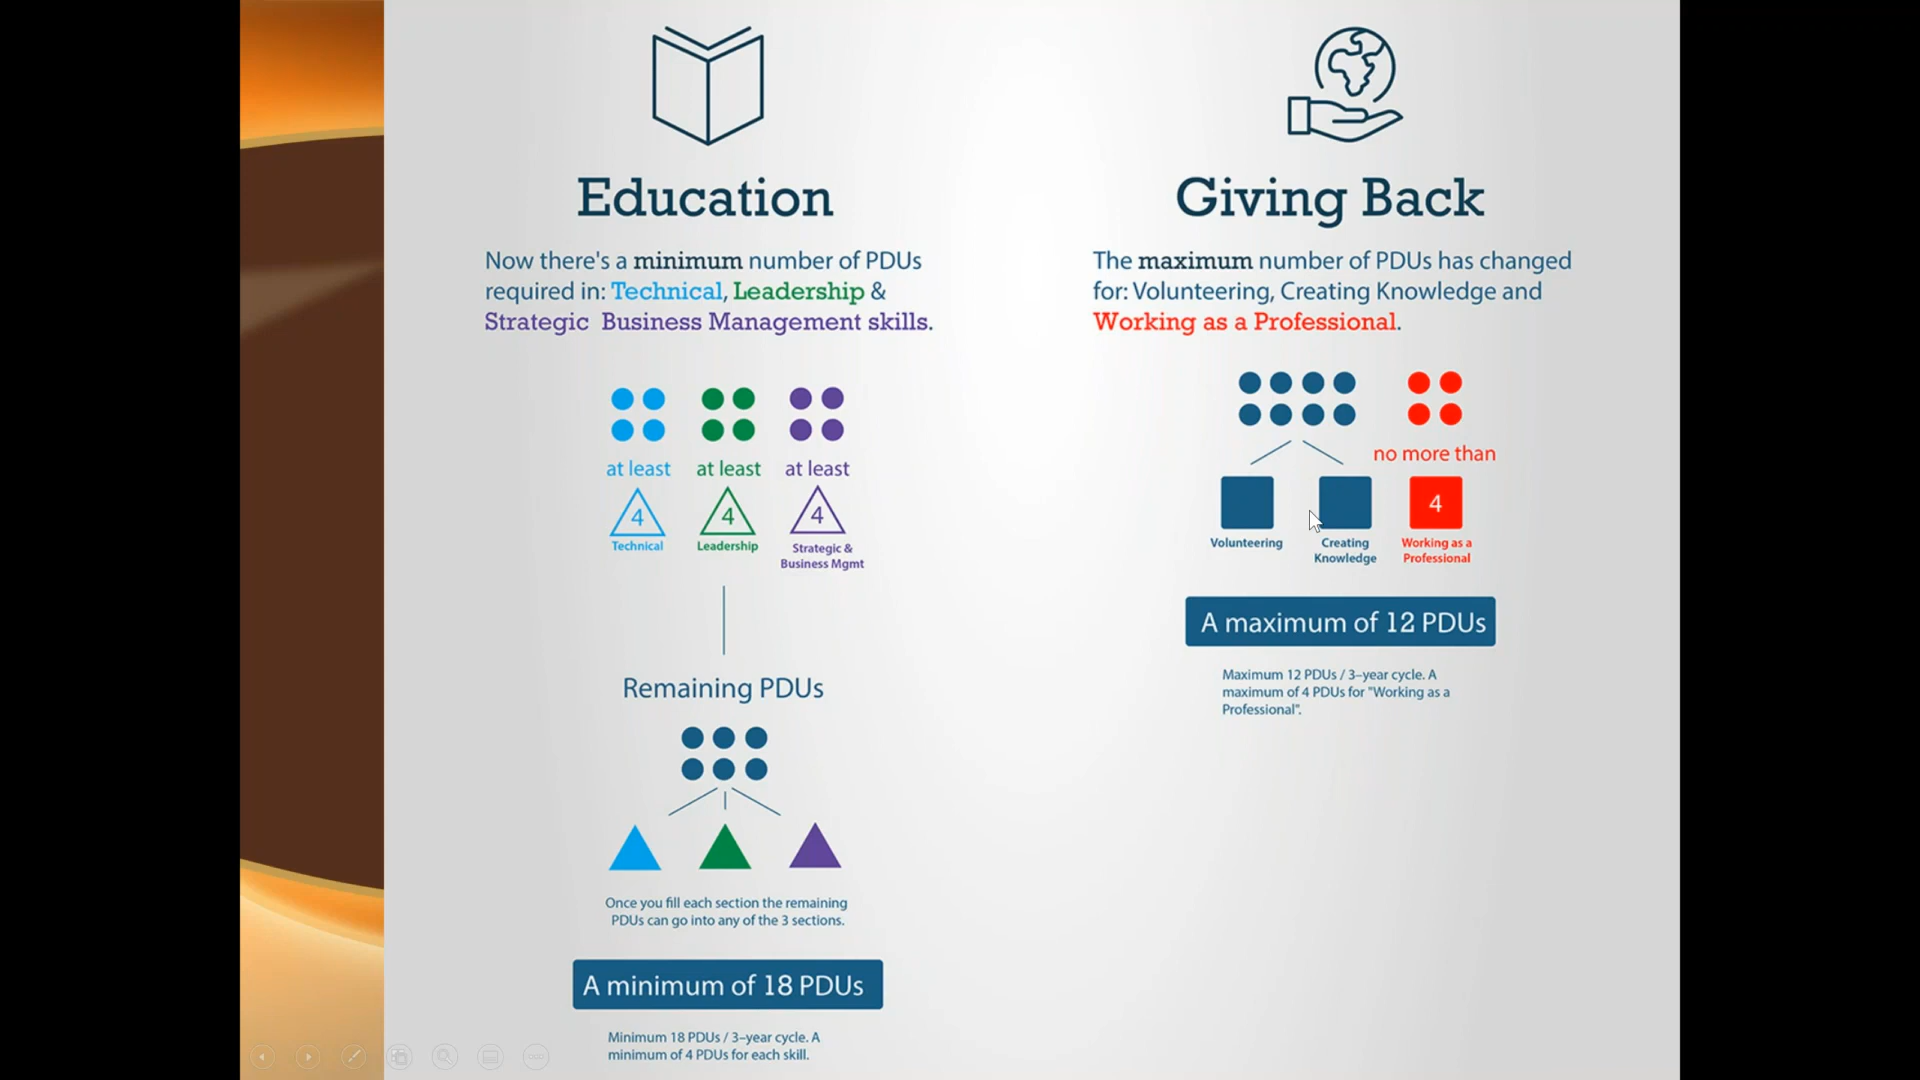 Education
Now there's a minimum number of PDUs
required in: Technical, Leadership &
Strategic Business Management skills.
at least at least at least
4 4 4
Technical Leadership Strategic &
Business Mgmt
Remaining PDUs
Once you fill each section the remaining
PDUs can go into any of the 3 sections.
A minimum of 18 PDUs
Minimum 18 PDUs / 3–year cycle. A
minimum of 4 PDUs for each skill.
Giving Back
The maximum number of PDUs has changed
for: Volunteering, Creating Knowledge and
Working as a Professional.
no more than
4
Volunteering Creating Working as a
Knowledge Professional
A maximum of 12 PDUs
Maximum 12 PDUs / 3–year cycle. A
maximum of 4 PDUs for "Working as a
Professional".